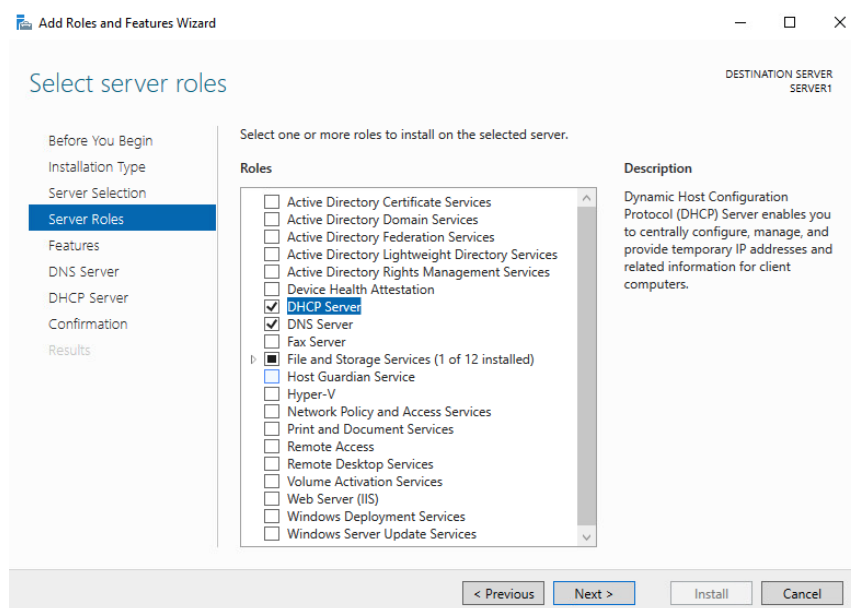 Add Roles and Features Wizard
Select server roles
DESTINATION SERVER
SERVER1
Before You Begin
Installation Type
Server Selection
Server Roles
Features
DNS Server
DHCP Server
Confirmation
Results
Select one or more roles to install on the selected server.
Roles
Active Directory Certificate Services
Active Directory Domain Services
Active Directory Federation Services
Active Directory Lightweight Directory Services
Active Directory Rights Management Services
Device Health Attestation
DHCP Server
DNS Server
Fax Server
File and Storage Services (1 of 12 installed)
Host Guardian Service
Hyper-V
Network Policy and Access Services
Print and Document Services
Remote Access
Remote Desktop Services
Volume Activation Services
Web Server (IIS)
Windows Deployment Services
Windows Server Update Services
Description
Dynamic Host Configuration
Protocol (DHCP) Server enables you
to centrally configure, manage, and
provide temporary IP addresses and
related information for client
computers.
< Previous
Next >
Install
Cancel